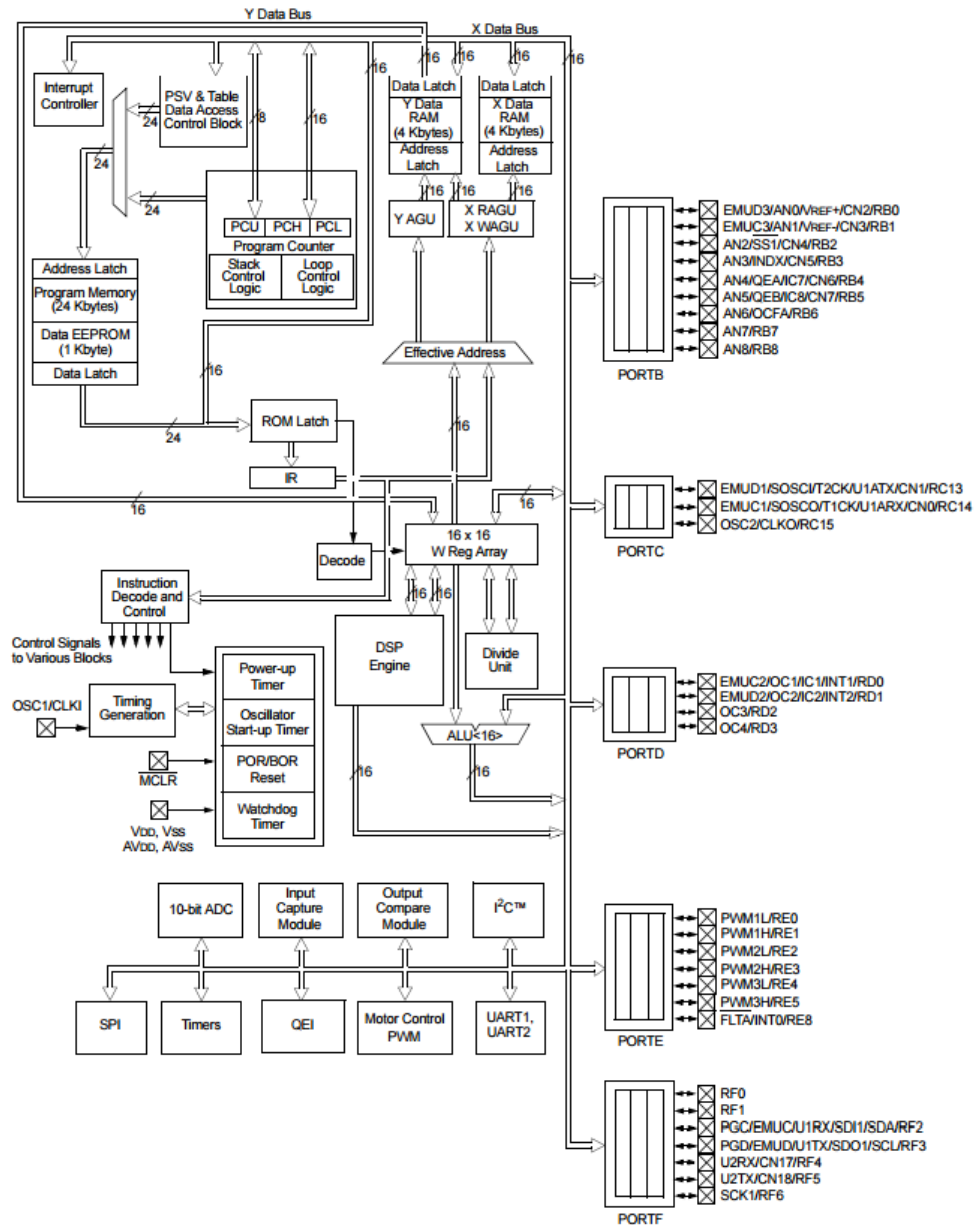 Y Data Bus
X Data Bus
16
16
16
16
16
Interrupt
Controller
PSV & Table
Data Access
Control Block
8
16
24
24
24
Data Latch
Y Data
RAM
(4 Kbytes)
Address
Latch
Data Latch
X Data
RAM
(4 Kbytes)
Address
Latch
16
16
16
Y AGU
X RAGU
X WAGU
PCU
PCH
PCL
Program Counter
Stack
Control
Logic
Loop
Control
Logic
Address Latch
Program Memory
(24 Kbytes)
Data EEPROM
(1 Kbyte)
Data Latch
16
Effective Address
24
ROM Latch
16
IR
16
16
16 x 16
W Reg Array
Decode
Instruction
Decode and
Control
16
16
Control Signals
to Various Blocks
DSP
Engine
Divide
Unit
Power-up
Timer
OSC1/CLKI
Timing
Generation
Oscillator
Start-up Timer
ALU<16>
POR/BOR
Reset
MCLR
16
16
Watchdog
Timer
VDD, VSS
AVDD, AVSS
10-bit ADC
Input
Capture
Module
Output
Compare
Module
I2C™
SPI
Timers
QEI
Motor Control
PWM
UART1,
UART2
EMUD3/AN0/VREF+/CN2/RB0
EMUC3/AN1/VREF-/CN3/RB1
AN2/SS1/CN4/RB2
AN3/INDX/CN5/RB3
AN4/QEA/IC7/CN6/RB4
AN5/QEB/IC8/CN7/RB5
AN6/OCFA/RB6
AN7/RB7
AN8/RB8
PORTB
EMUD1/SOSCI/T2CK/U1ATX/CN1/RC13
EMUC1/SOSCO/T1CK/U1ARX/CN0/RC14
OSC2/CLKO/RC15
PORTC
EMUC2/OC1/IC1/INT1/RD0
EMUD2/OC2/IC2/INT2/RD1
OC3/RD2
OC4/RD3
PORTD
PWM1L/RE0
PWM1H/RE1
PWM2L/RE2
PWM2H/RE3
PWM3L/RE4
PWM3H/RE5
FLTA/INT0/RE8
PORTE
RF0
RF1
PGC/EMUC/U1RX/SDI1/SDA/RF2
PGD/EMUD/U1TX/SDO1/SCL/RF3
U2RX/CN17/RF4
U2TX/CN18/RF5
SCK1/RF6
PORTF